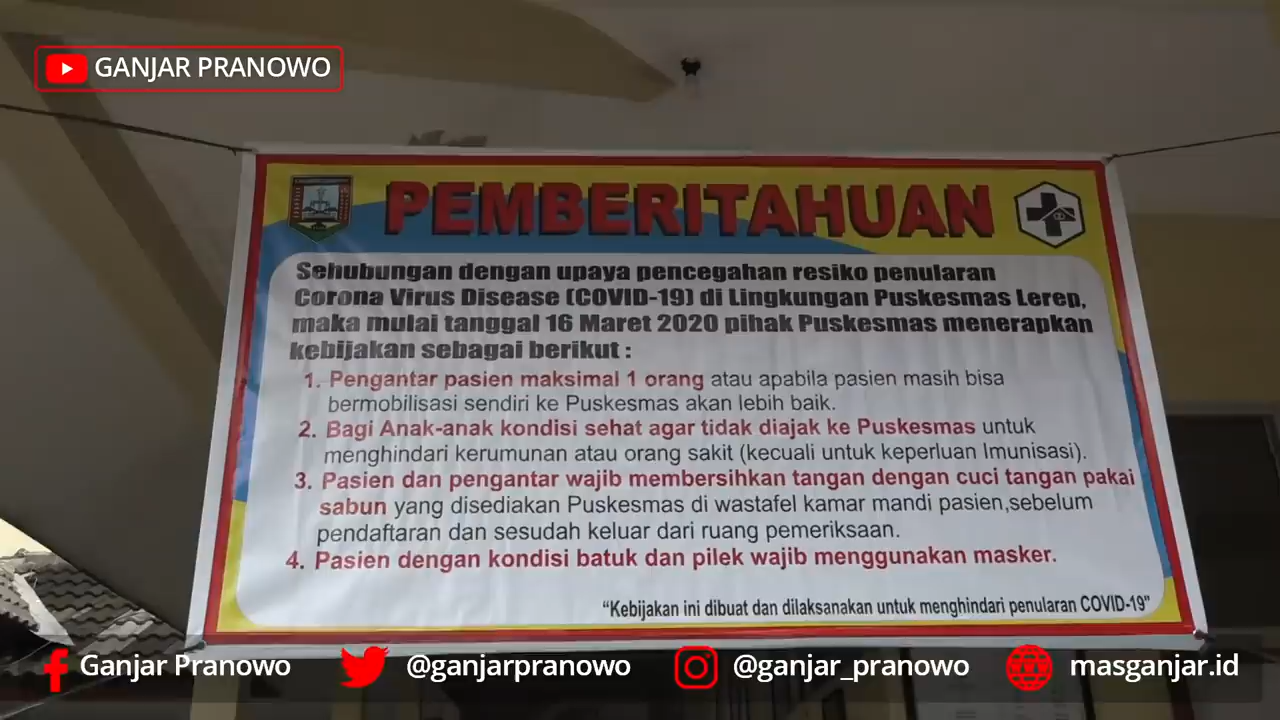 GANJAR PRANOWO
PEMBERITAHUAN
Sehubungan dengan upaya pencegahan resiko penularan
Corona Virus Disease (COVID-19) di Lingkungan Puskesmas Lerep,
maka mulai tanggal 16 Maret 2020 pihak Puskesmas menerapkan
kebijakan sebagai berikut :
1. Pengantar pasien maksimal 1 orang atau apabila pasien masih bisa
bermobilisasi sendiri ke Puskesmas akan lebih baik.
2. Bagi Anak-anak kondisi sehat agar tidak diajak ke Puskesmas untuk
menghindari kerumunan atau orang sakit (kecuali untuk keperluan Imunisasi).
3. Pasien dan pengantar wajib membersihkan tangan dengan cuci tangan pakai
sabun yang disediakan Puskesmas di wastafel kamar mandi pasien,sebelum
pendaftaran dan sesudah keluar dari ruang pemeriksaan.
4. Pasien dengan kondisi batuk dan pilek wajib menggunakan masker.
“Kebijakan ini dibuat dan dilaksanakan untuk menghindari penularan COVID-19”
Ganjar Pranowo @ganjarpranowo @ganjar_pranowo masganjar.id